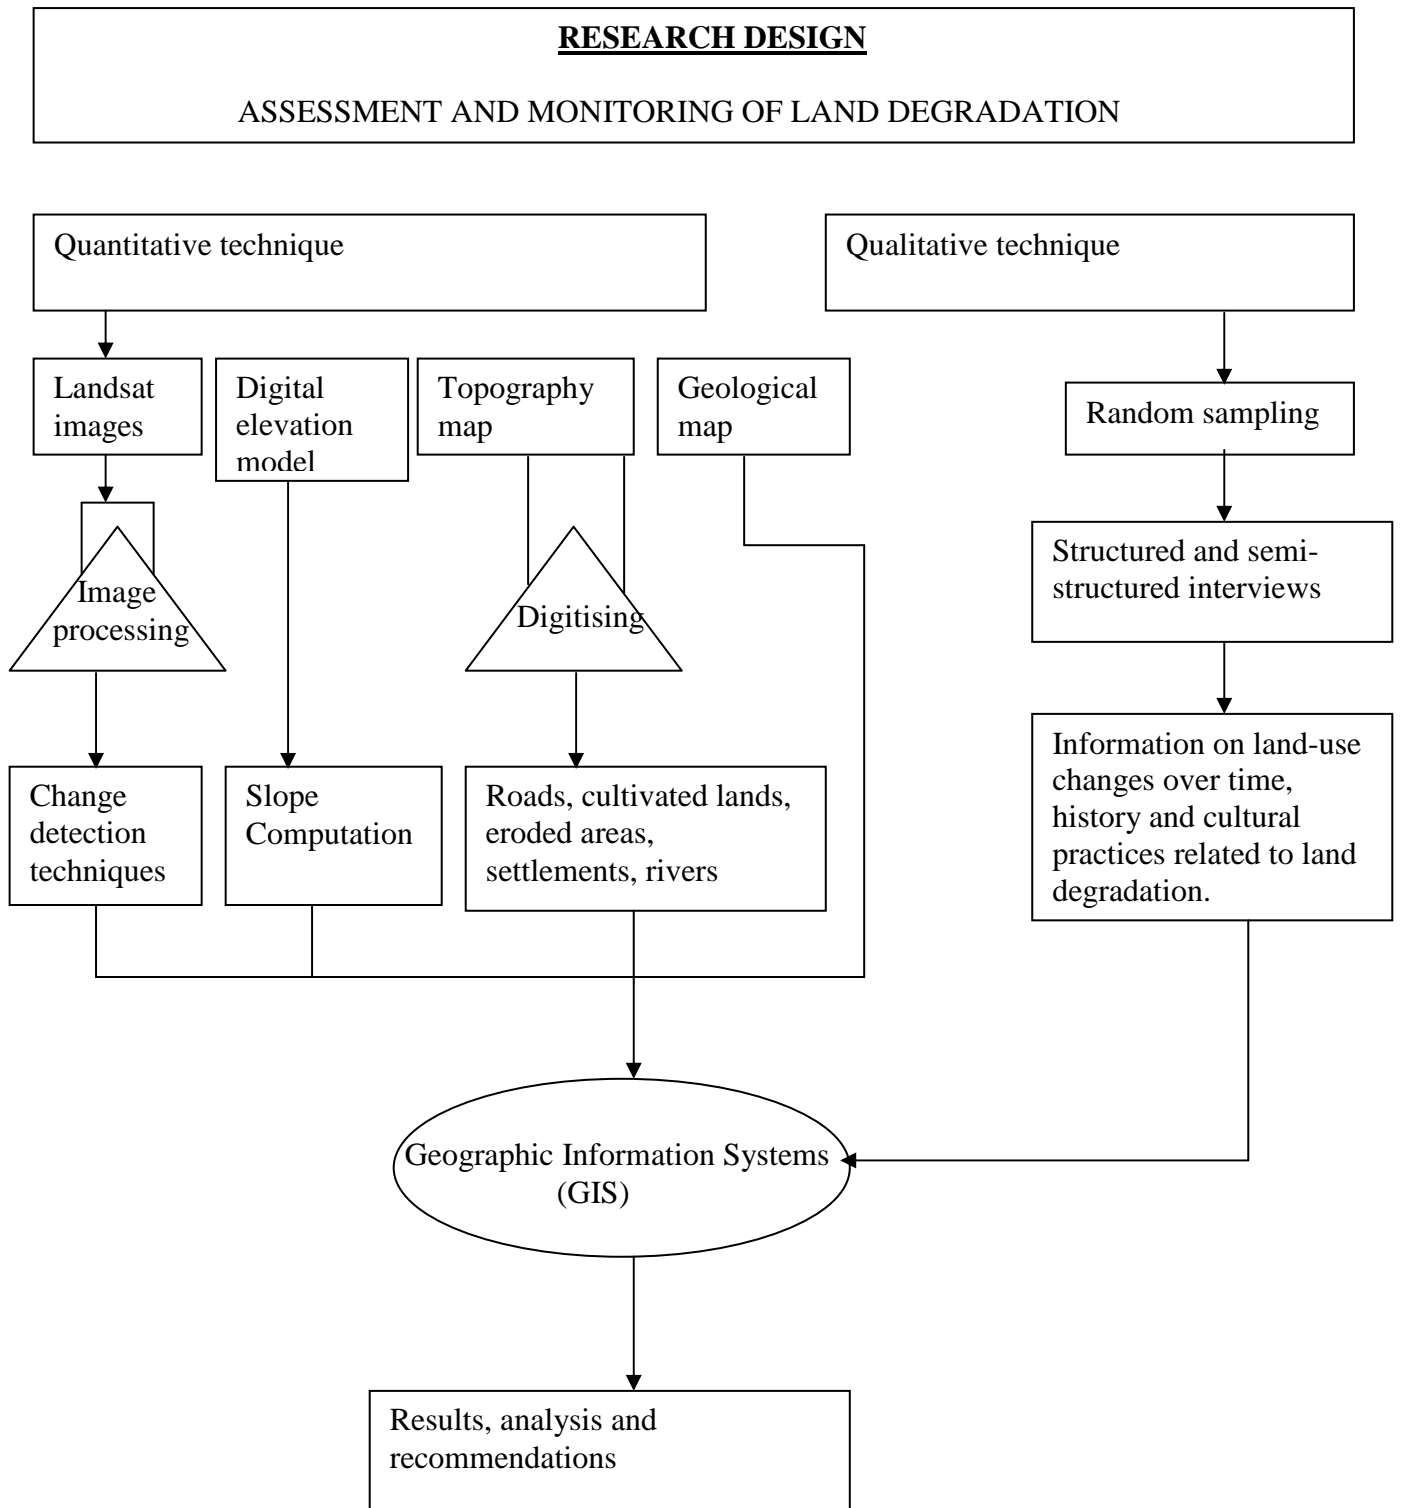 RESEARCH DESIGN
ASSESSMENT AND MONITORING OF LAND DEGRADATION
Quantitative technique
Qualitative technique
Landsat
images
Digital
elevation
model
Topography
map
Geological
map
Random sampling
Image
processing
Digitising
Structured and semi-
structured interviews
Change
detection
techniques
Slope
Computation
Roads, cultivated lands,
eroded areas,
settlements, rivers
Information on land-use
changes over time,
history and cultural
practices related to land
degradation.
Geographic Information Systems
(GIS)
Results, analysis and
recommendations